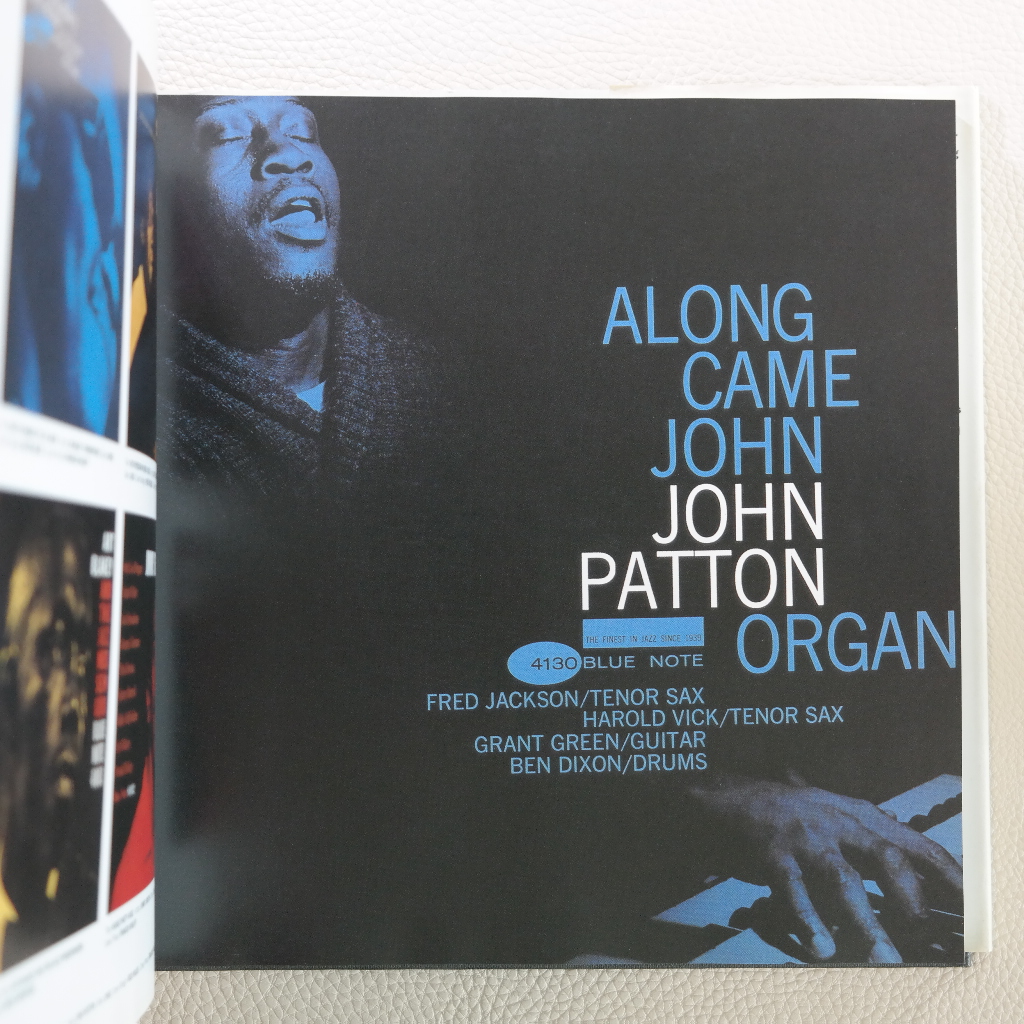 ALONG
CAME
JOHN
JOHN
PATTON
ORGAN
THE FINEST IN JAZZ SINCE 1939
4130 BLUE NOTE
FRED JACKSON/TENOR SAX
HAROLD VICK/TENOR SAX
GRANT GREEN/GUITAR
BEN DIXON/DRUMS